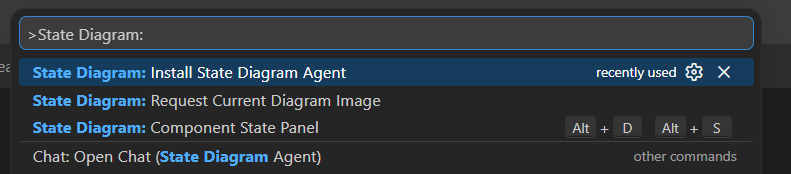 >State Diagram:
State Diagram: Install State Diagram Agent recently used
State Diagram: Request Current Diagram Image
State Diagram: Component State Panel Alt + D Alt + S
Chat: Open Chat (State Diagram Agent) other commands